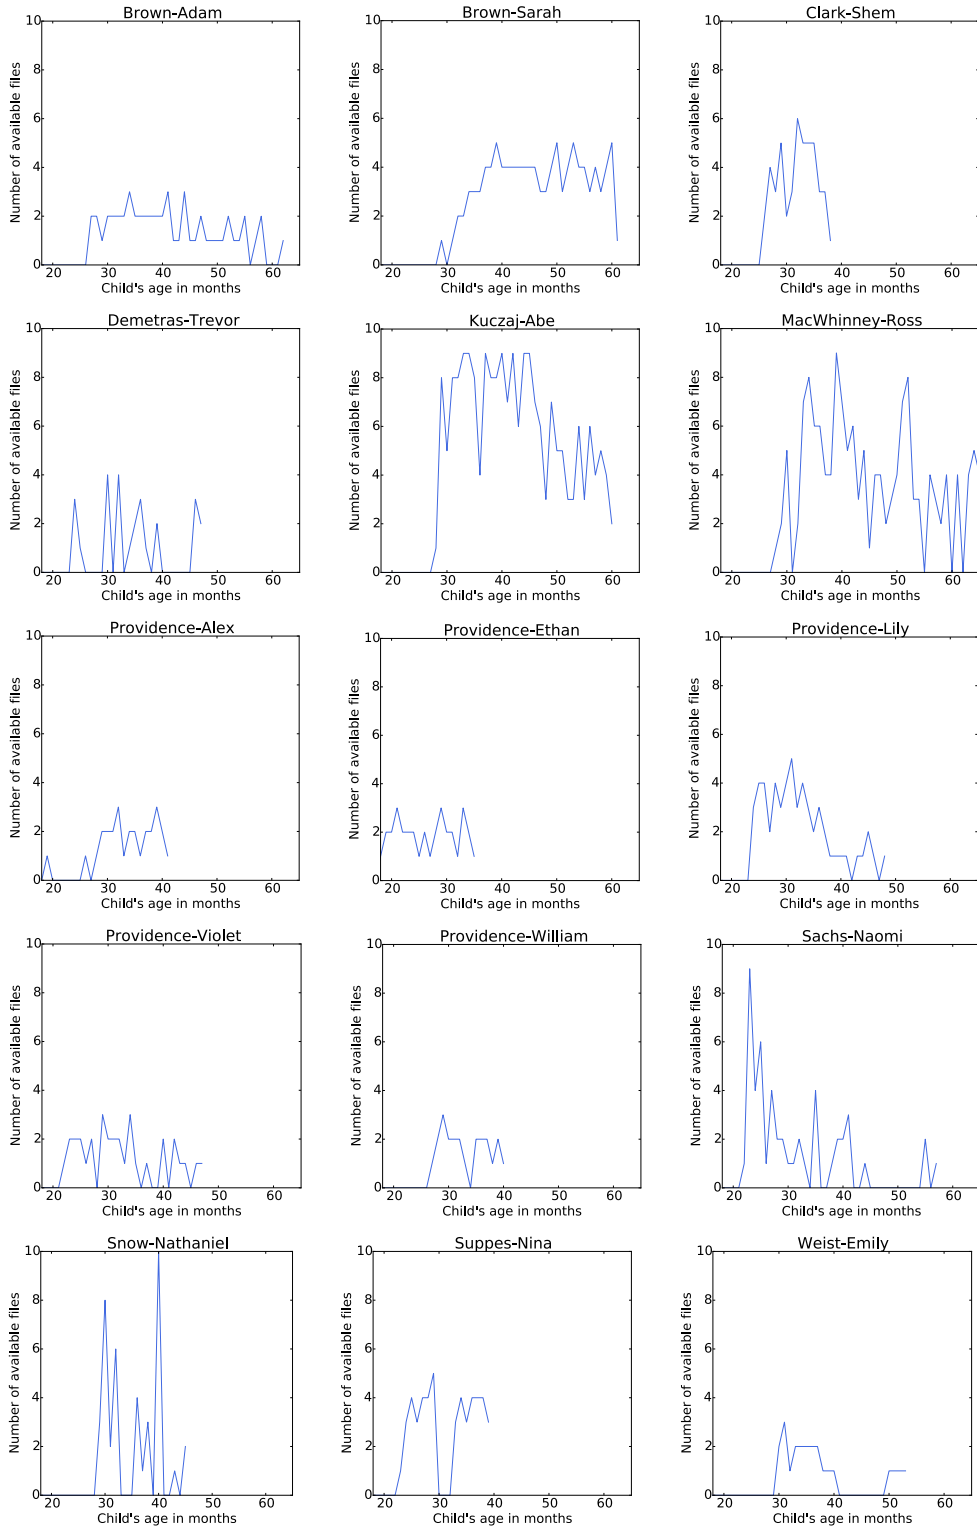 Brown-Adam
Brown-Sarah
Clark-Shem
10
8
6
4
2
0
Number of available files
20 30 40 50 60
Child's age in months
10
8
6
4
2
0
Number of available files
20 30 40 50 60
Child's age in months
10
8
6
4
2
0
Number of available files
20 30 40 50 60
Child's age in months
Demetras-Trevor
Kuczaj-Abe
MacWhinney-Ross
10
8
6
4
2
0
Number of available files
20 30 40 50 60
Child's age in months
10
8
6
4
2
0
Number of available files
20 30 40 50 60
Child's age in months
10
8
6
4
2
0
Number of available files
20 30 40 50 60
Child's age in months
Providence-Alex
Providence-Ethan
Providence-Lily
10
8
6
4
2
0
Number of available files
20 30 40 50 60
Child's age in months
10
8
6
4
2
0
Number of available files
20 30 40 50 60
Child's age in months
10
8
6
4
2
0
Number of available files
20 30 40 50 60
Child's age in months
Providence-Violet
Providence-William
Sachs-Naomi
10
8
6
4
2
0
Number of available files
20 30 40 50 60
Child's age in months
10
8
6
4
2
0
Number of available files
20 30 40 50 60
Child's age in months
10
8
6
4
2
0
Number of available files
20 30 40 50 60
Child's age in months
Snow-Nathaniel
Suppes-Nina
Weist-Emily
10
8
6
4
2
0
Number of available files
20 30 40 50 60
Child's age in months
10
8
6
4
2
0
Number of available files
20 30 40 50 60
Child's age in months
10
8
6
4
2
0
Number of available files
20 30 40 50 60
Child's age in months